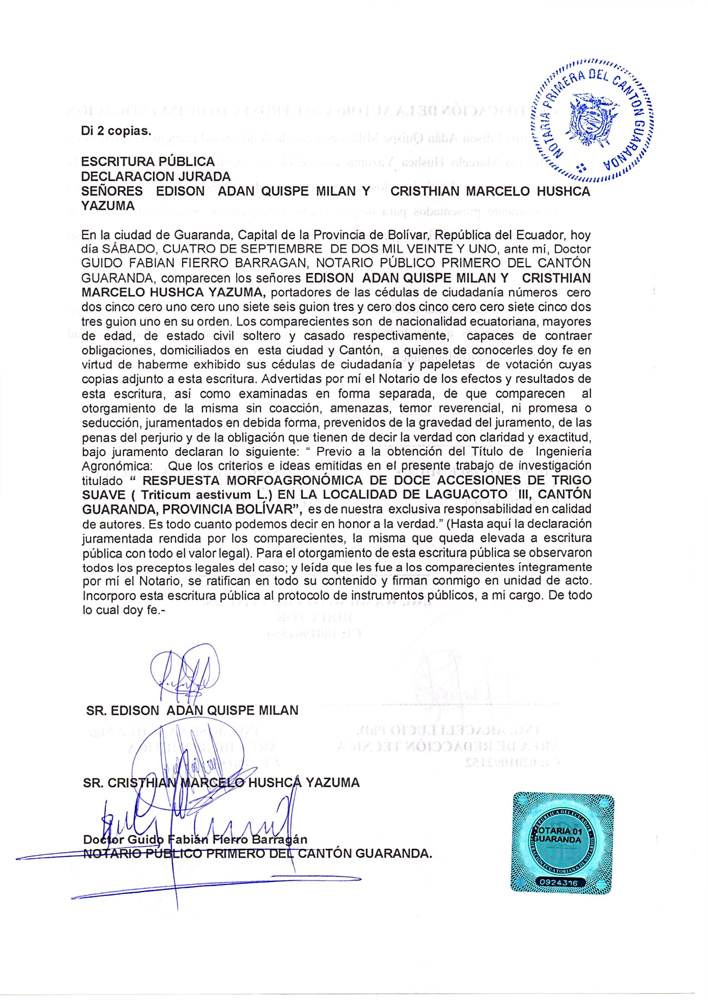 NOTARIA PRIMERA DEL CANTON GUARANDA
Di 2 copias.
ESCRITURA PÚBLICA
DECLARACION JURADA
SEÑORES EDISON ADAN QUISPE MILAN Y CRISTHIAN MARCELO HUSHCA
YAZUMA
En la ciudad de Guaranda, Capital de la Provincia de Bolívar, República del Ecuador, hoy
día SÁBADO, CUATRO DE SEPTIEMBRE DE DOS MIL VEINTE Y UNO, ante mí, Doctor
GUIDO FABIAN FIERRO BARRAGAN, NOTARIO PÚBLICO PRIMERO DEL CANTÓN
GUARANDA, comparecen los señores EDISON ADAN QUISPE MILAN Y CRISTHIAN
MARCELO HUSHCA YAZUMA, portadores de las cédulas de ciudadanía números cero
dos cinco cero uno cero uno siete seis guion tres y cero dos cinco cero cero siete cinco dos
tres guion uno en su orden. Los comparecientes son de nacionalidad ecuatoriana, mayores
de edad, de estado civil soltero y casado respectivamente, capaces de contraer
obligaciones, domiciliados en esta ciudad y Cantón, a quienes de conocerles doy fe en
virtud de haberme exhibido sus cédulas de ciudadanía y papeletas de votación cuyas
copias adjunto a esta escritura. Advertidas por mí el Notario de los efectos y resultados de
esta escritura, así como examinadas en forma separada, de que comparecen al
otorgamiento de la misma sin coacción, amenazas, temor reverencial, ni promesa o
seducción, juramentados en debida forma, prevenidos de la gravedad del juramento, de las
penas del perjurio y de la obligación que tienen de decir la verdad con claridad y exactitud,
bajo juramento declaran lo siguiente: “ Previo a la obtención del Título de Ingeniería
Agronómica: Que los criterios e ideas emitidas en el presente trabajo de investigación
titulado “ RESPUESTA MORFOAGRONÓMICA DE DOCE ACCESIONES DE TRIGO
SUAVE ( Triticum aestivum L.) EN LA LOCALIDAD DE LAGUACOTO III, CANTÓN
GUARANDA, PROVINCIA BOLÍVAR”, es de nuestra exclusiva responsabilidad en calidad
de autores. Es todo cuanto podemos decir en honor a la verdad.” (Hasta aquí la declaración
juramentada rendida por los comparecientes, la misma que queda elevada a escritura
pública con todo el valor legal). Para el otorgamiento de esta escritura pública se observaron
todos los preceptos legales del caso; y leída que les fue a los comparecientes íntegramente
por mí el Notario, se ratifican en todo su contenido y firman conmigo en unidad de acto.
Incorporo esta escritura pública al protocolo de instrumentos públicos, a mi cargo. De todo
lo cual doy fe.-
SR. EDISON ADAN QUISPE MILAN
SR. CRISTHIAN MARCELO HUSHCA YAZUMA
Doctor Guido Fabián Fierro Barragán
NOTARIO PÚBLICO PRIMERO DEL CANTÓN GUARANDA.
REPÚBLICA DEL ECUADOR
NOTARIA 01
GUARANDA
FEDERACIÓN ECUATORIANA DE NOTARIOS
0924316